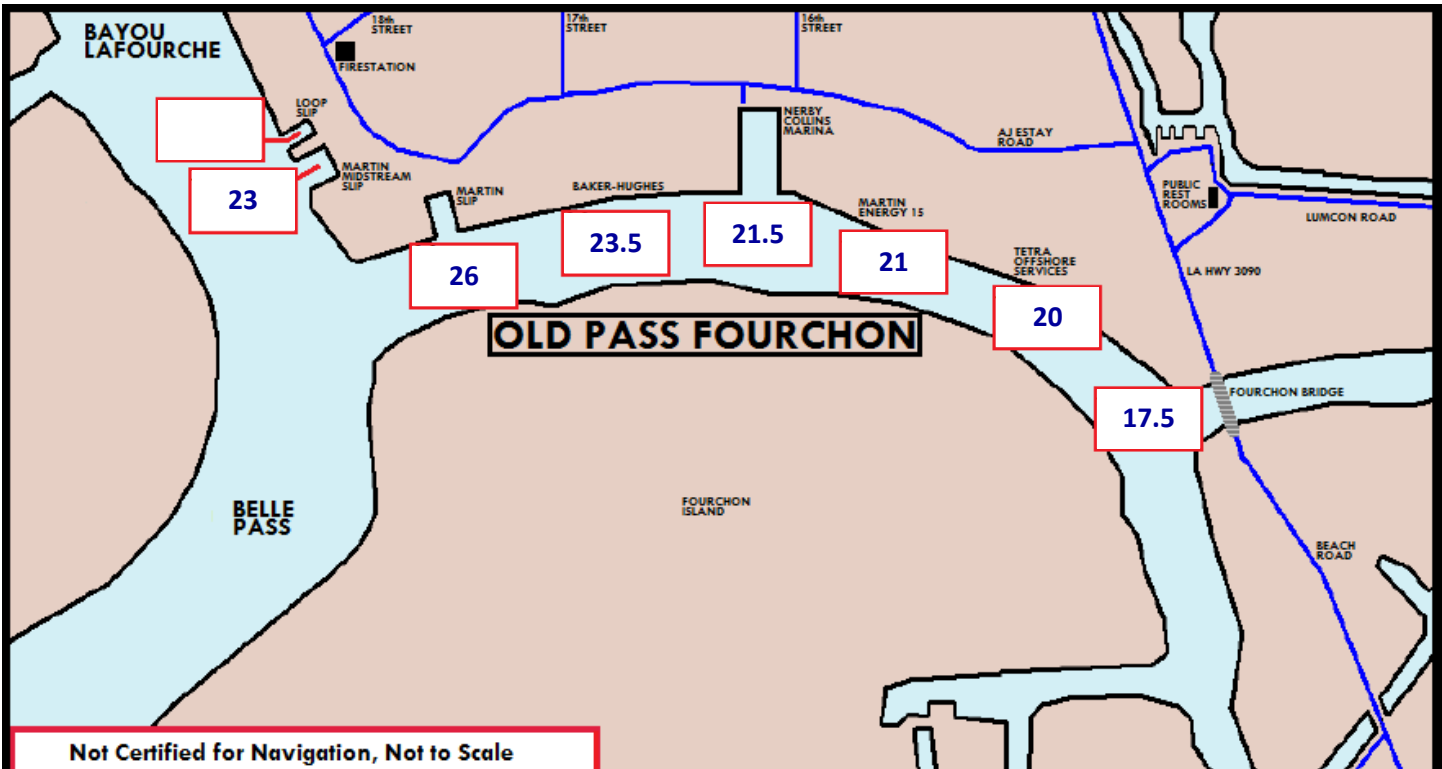 BAYOU
LAFOURCHE
18th
STREET
17th
STREET
16th
STREET
FIRESTATION
LOOP
SLIP
NERBY
COLLINS
MARINA
AJ ESTAY
ROAD
MARTIN
MIDSTREAM
SLIP
23
MARTIN
SLIP
BAKER-HUGHES
MARTIN
ENERGY 15
PUBLIC
REST
ROOMS
LUMCON ROAD
26
23.5
21.5
21
TETRA
OFFSHORE
SERVICES
LA HWY 3090
20
OLD PASS FOURCHON
17.5
FOURCHON BRIDGE
BELLE
PASS
FOURCHON
ISLAND
BEACH
ROAD
Not Certified for Navigation, Not to Scale